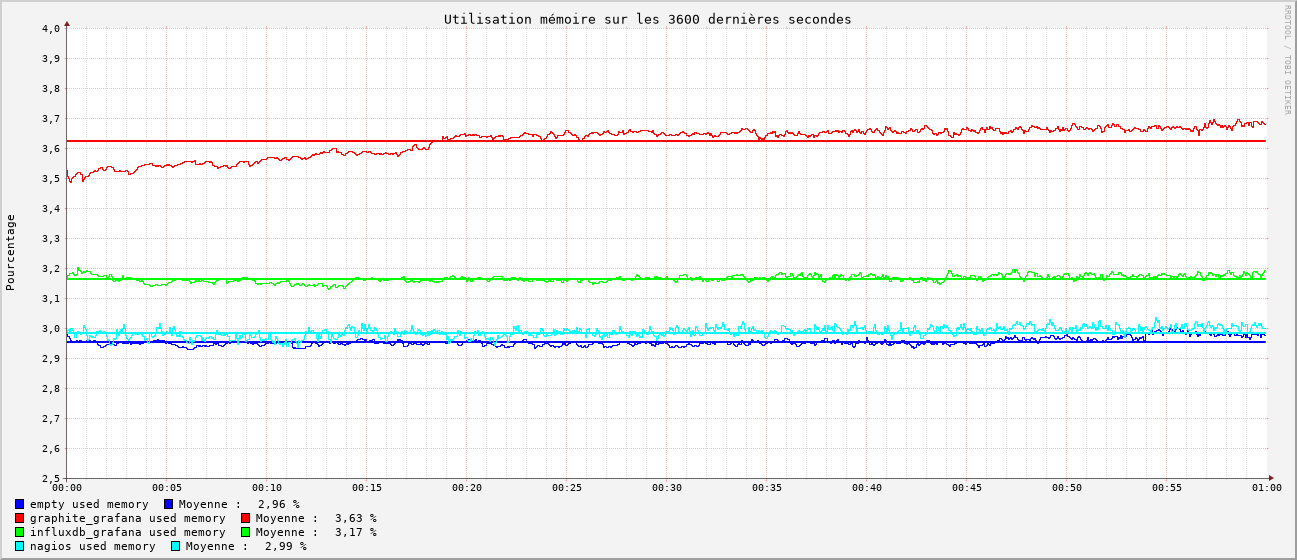 Utilisation mémoire sur les 3600 dernières secondes
RRDTOOL / TOBI OETIKER
Pourcentage
4,0
3,9
3,8
3,7
3,6
3,5
3,4
3,3
3,2
3,1
3,0
2,9
2,8
2,7
2,6
2,5
00:00 00:05 00:10 00:15 00:20 00:25 00:30 00:35 00:40 00:45 00:50 00:55 01:00
empty used memory Moyenne : 2,96 %
graphite_grafana used memory Moyenne : 3,63 %
influxdb_grafana used memory Moyenne : 3,17 %
nagios used memory Moyenne : 2,99 %